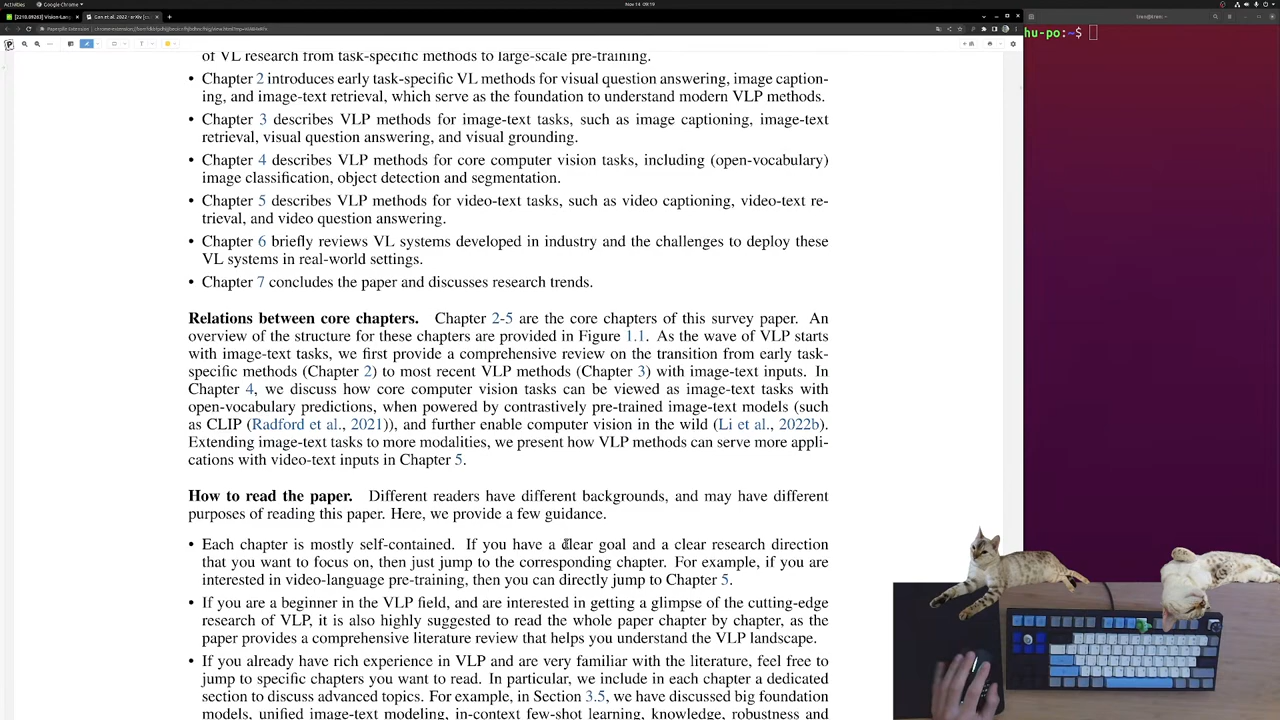 Activities
Google Chrome
Nov 14 09:19
[2210.09263] Vision-Lang
Gan et al. 2022 - arXiv [cs
Paperpile Extension
hu-po:~$
of VL research from task-specific methods to large-scale pre-training.
• Chapter 2 introduces early task-specific VL methods for visual question answering, image caption-
ing, and image-text retrieval, which serve as the foundation to understand modern VLP methods.
• Chapter 3 describes VLP methods for image-text tasks, such as image captioning, image-text
retrieval, visual question answering, and visual grounding.
• Chapter 4 describes VLP methods for core computer vision tasks, including (open-vocabulary)
image classification, object detection and segmentation.
• Chapter 5 describes VLP methods for video-text tasks, such as video captioning, video-text re-
trieval, and video question answering.
• Chapter 6 briefly reviews VL systems developed in industry and the challenges to deploy these
VL systems in real-world settings.
• Chapter 7 concludes the paper and discusses research trends.
Relations between core chapters. Chapter 2-5 are the core chapters of this survey paper. An
overview of the structure for these chapters are provided in Figure 1.1. As the wave of VLP starts
with image-text tasks, we first provide a comprehensive review on the transition from early task-
specific methods (Chapter 2) to most recent VLP methods (Chapter 3) with image-text inputs. In
Chapter 4, we discuss how core computer vision tasks can be viewed as image-text tasks with
open-vocabulary predictions, when powered by contrastively pre-trained image-text models (such
as CLIP (Radford et al., 2021)), and further enable computer vision in the wild (Li et al., 2022b).
Extending image-text tasks to more modalities, we present how VLP methods can serve more appli-
cations with video-text inputs in Chapter 5.
How to read the paper. Different readers have different backgrounds, and may have different
purposes of reading this paper. Here, we provide a few guidance.
• Each chapter is mostly self-contained. If you have a clear goal and a clear research direction
that you want to focus on, then just jump to the corresponding chapter. For example, if you are
interested in video-language pre-training, then you can directly jump to Chapter 5.
• If you are a beginner in the VLP field, and are interested in getting a glimpse of the cutting-edge
research of VLP, it is also highly suggested to read the whole paper chapter by chapter, as the
paper provides a comprehensive literature review that helps you understand the VLP landscape.
• If you already have rich experience in VLP and are very familiar with the literature, feel free to
jump to specific chapters you want to read. In particular, we include in each chapter a dedicated
section to discuss advanced topics. For example, in Section 3.5, we have discussed big foundation
models, unified image-text modeling, in-context few-shot learning, knowledge, robustness and